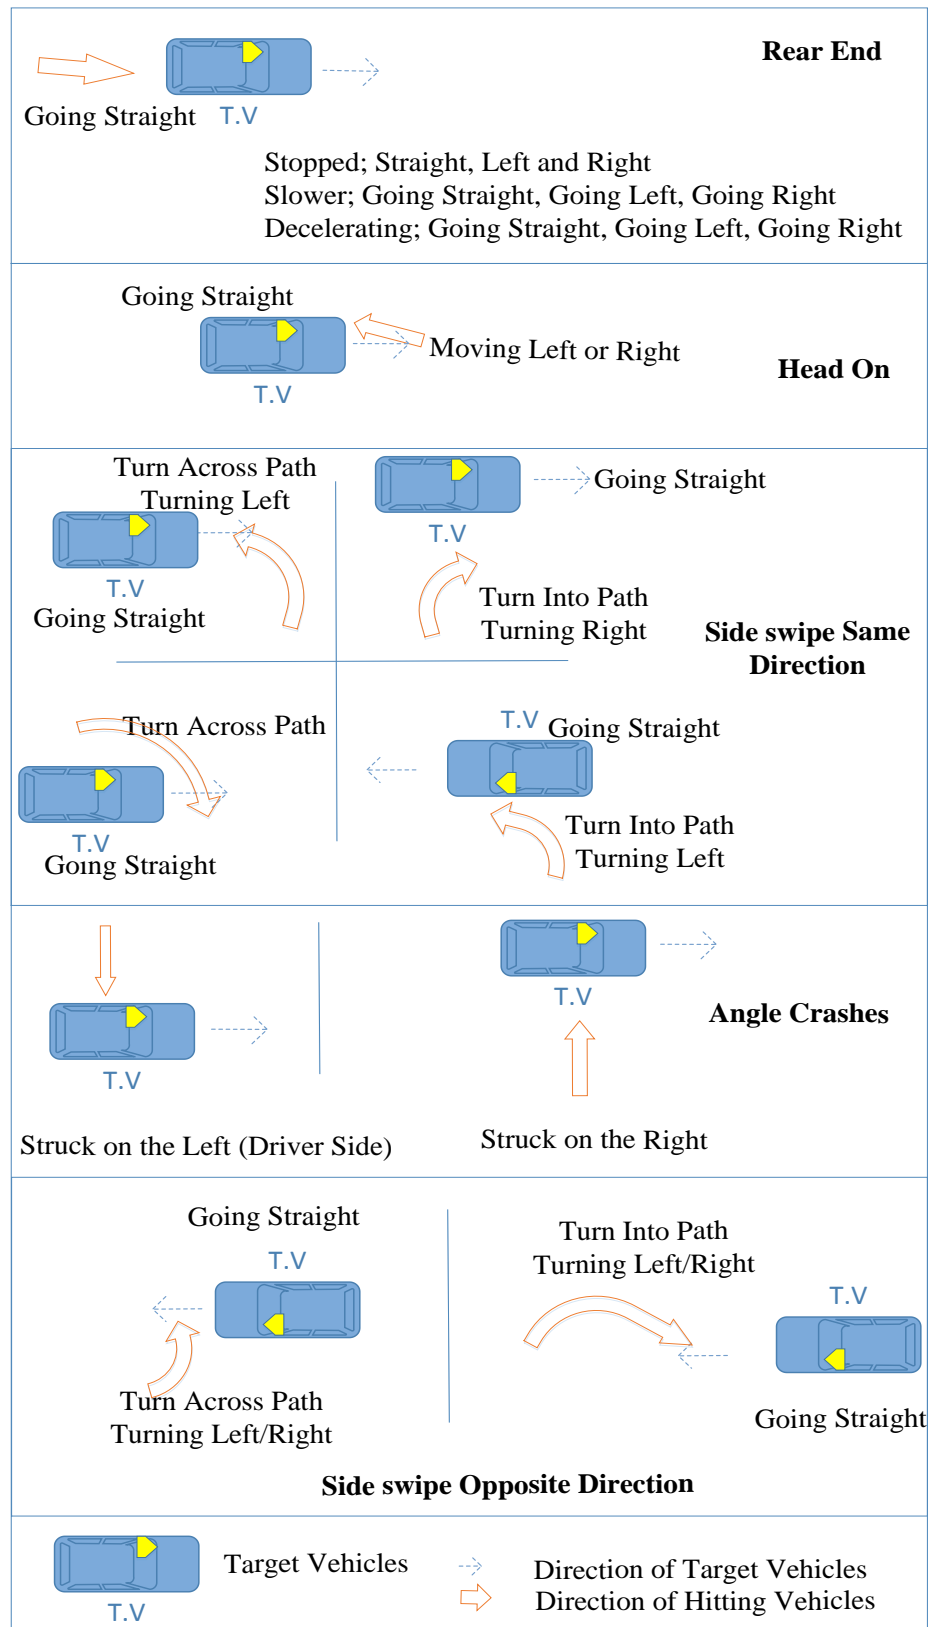 Rear End
Going Straight
T.V
Stopped; Straight, Left and Right
Slower; Going Straight, Going Left, Going Right
Decelerating; Going Straight, Going Left, Going Right
Going Straight
Moving Left or Right
T.V
Head On
Turn Across Path
Turning Left
T.V
Going Straight
Going Straight
T.V
Turn Into Path
Turning Right
Side swipe Same
Direction
Turn Across Path
T.V
Going Straight
T.V
Going Straight
Turn Into Path
Turning Left
T.V
Struck on the Left (Driver Side)
T.V
Struck on the Right
Angle Crashes
Going Straight
T.V
Turn Across Path
Turning Left/Right
Turn Into Path
Turning Left/Right
T.V
Going Straight
Side swipe Opposite Direction
T.V
Target Vehicles
Direction of Target Vehicles
Direction of Hitting Vehicles